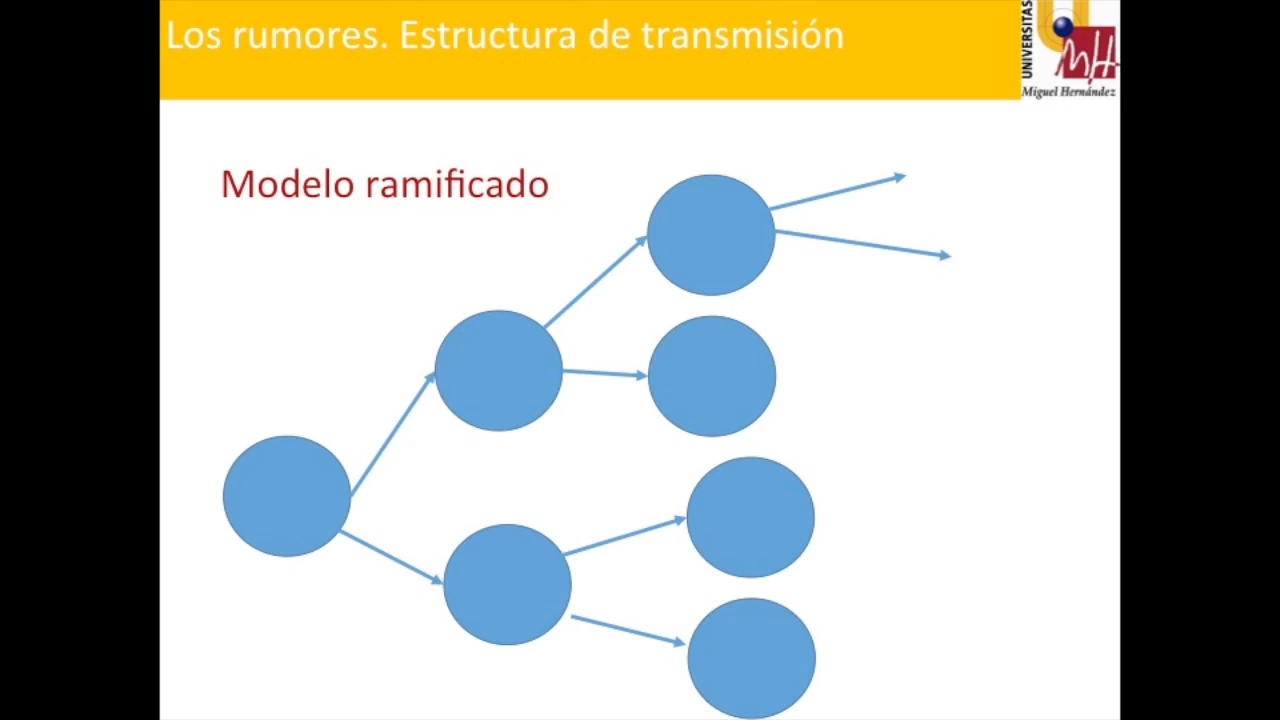 Los rumores. Estructura de transmisión
UNIVERSITAS
Miguel Hernández
Modelo ramificado